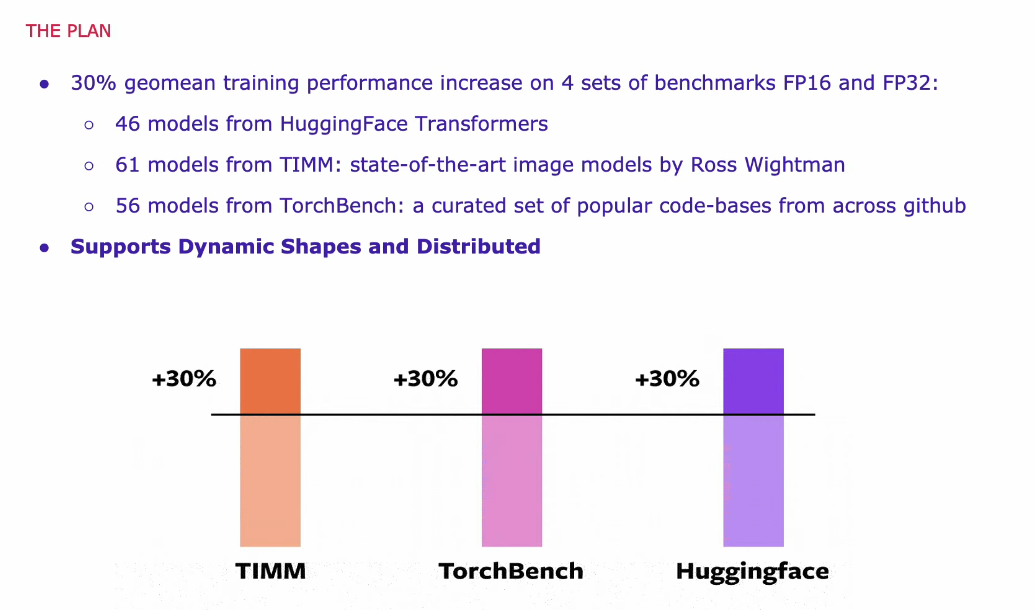 THE PLAN
● 30% geomean training performance increase on 4 sets of benchmarks FP16 and FP32:
○ 46 models from HuggingFace Transformers
○ 61 models from TIMM: state-of-the-art image models by Ross Wightman
○ 56 models from TorchBench: a curated set of popular code-bases from across github
● Supports Dynamic Shapes and Distributed
+30% +30% +30%
TIMM TorchBench Huggingface